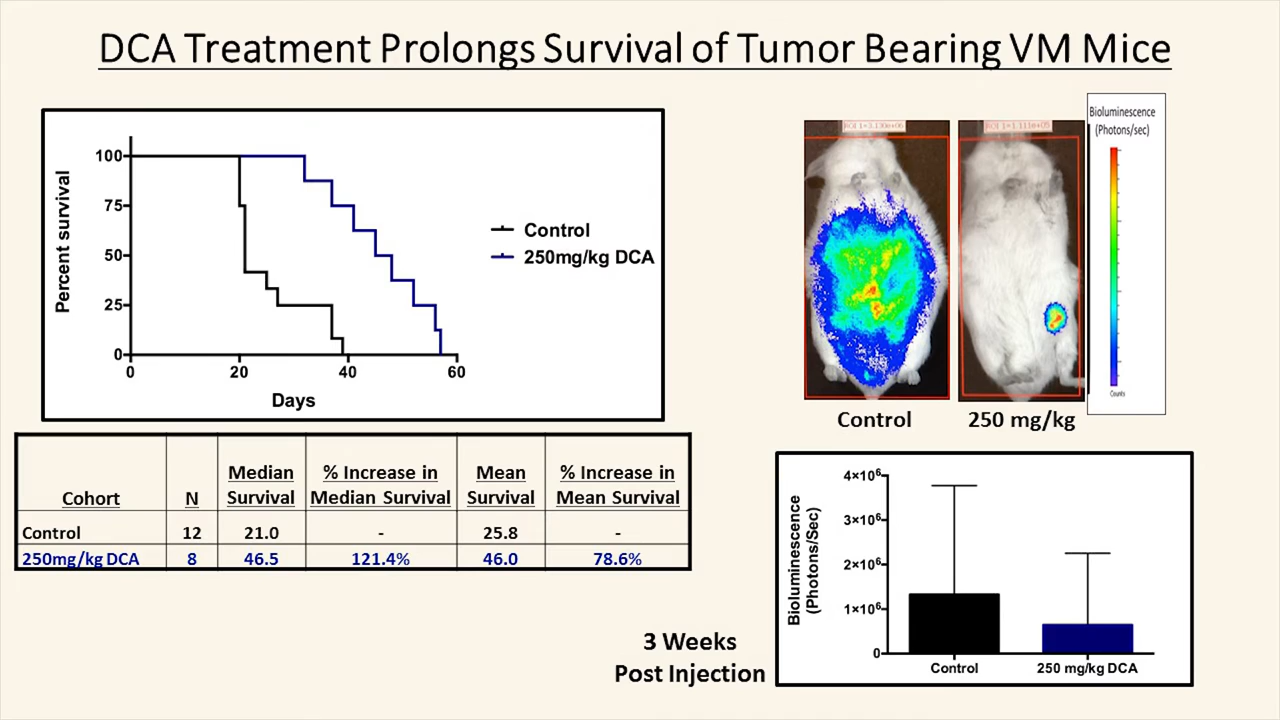 DCA Treatment Prolongs Survival of Tumor Bearing VM Mice
Percent survival
100
75
50
25
0
0 20 40 60
Days
Control
250mg/kg DCA
Bioluminescence
(Photons/sec)
Counts
Control 250 mg/kg
Cohort N Median Survival % Increase in Median Survival Mean Survival % Increase in Mean Survival
Control 12 21.0 - 25.8 -
250mg/kg DCA 8 46.5 121.4% 46.0 78.6%
3 Weeks
Post Injection
Bioluminescence
(Photons/Sec)
4×10⁶
3×10⁶
2×10⁶
1×10⁶
0
Control 250 mg/kg DCA